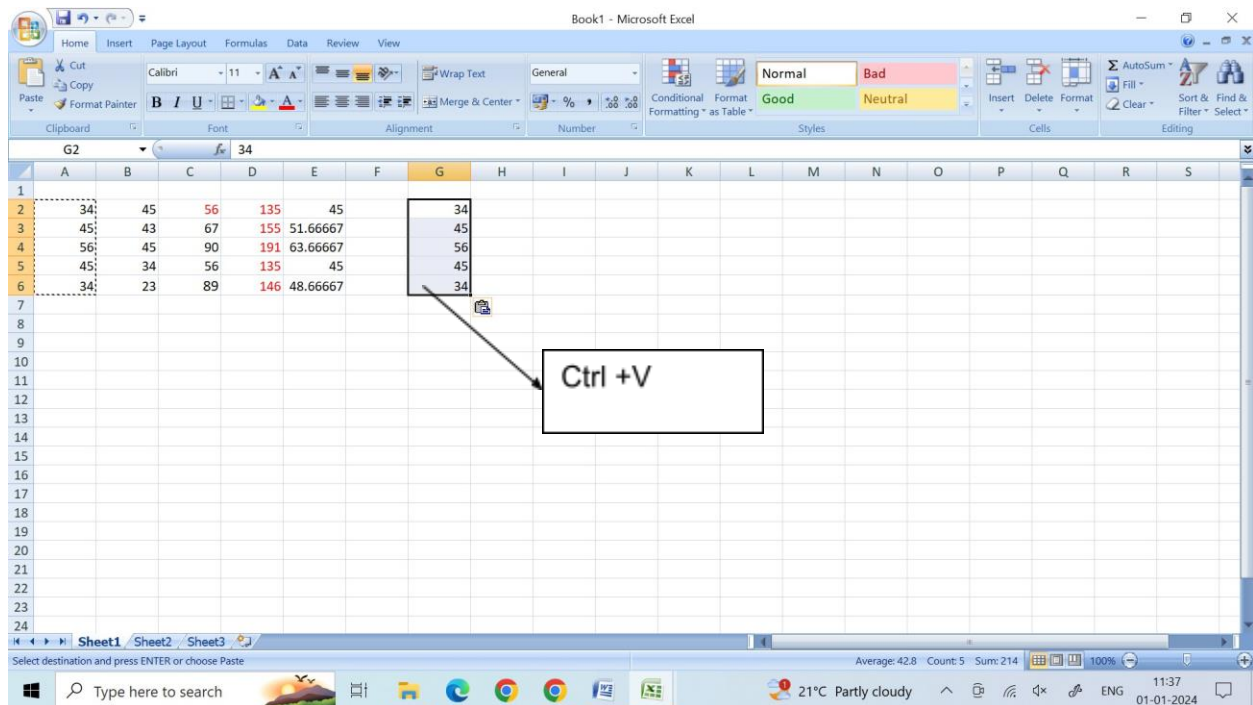 Book1 - Microsoft Excel
Home Insert Page Layout Formulas Data Review View
Cut
Copy
Format Painter
Paste
Clipboard
Calibri 11
B I U
Font
Wrap Text
Merge & Center
Alignment
General
% , .00 .00
Number
Conditional Formatting
Format as Table
Normal Bad
Good Neutral
Styles
Insert Delete Format
Cells
Σ AutoSum
Fill
Clear
Sort & Filter
Find & Select
Editing
G2 fx 34
A B C D E F G H I J K L M N O P Q R S
1
2 34 45 56 135 45 34
3 45 43 67 155 51.66667 45
4 56 45 90 191 63.66667 56
5 45 34 56 135 45 45
6 34 23 89 146 48.66667 34
7
8
9
10
11
12
13
14
15
16
17
18
19
20
21
22
23
24
Ctrl +V
Sheet1 Sheet2 Sheet3
Select destination and press ENTER or choose Paste Average: 42.8 Count: 5 Sum: 214 100%
Type here to search 21°C Partly cloudy ENG 11:37
01-01-2024